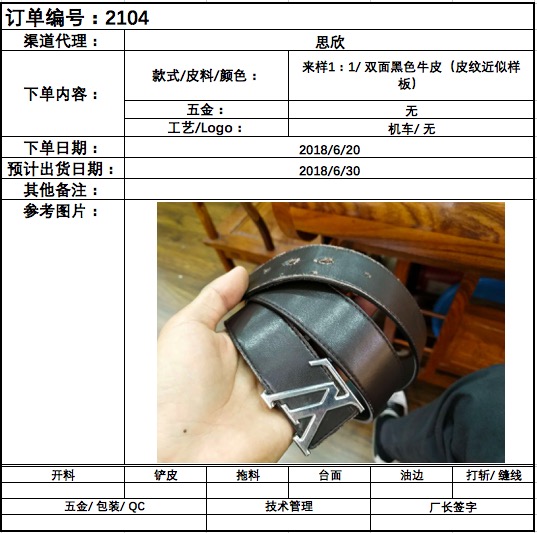 订单编号：2104
渠道代理：
思欣
下单内容：
款式/皮料/颜色：
来样1：1/ 双面黑色牛皮（皮纹近似样
板）
五金：
无
工艺/Logo：
机车/ 无
下单日期：
2018/6/20
预计出货日期：
2018/6/30
其他备注：
参考图片：
开料
铲皮
拖料
台面
油边
打斩/ 缝线
五金/ 包装/ QC
技术管理
厂长签字